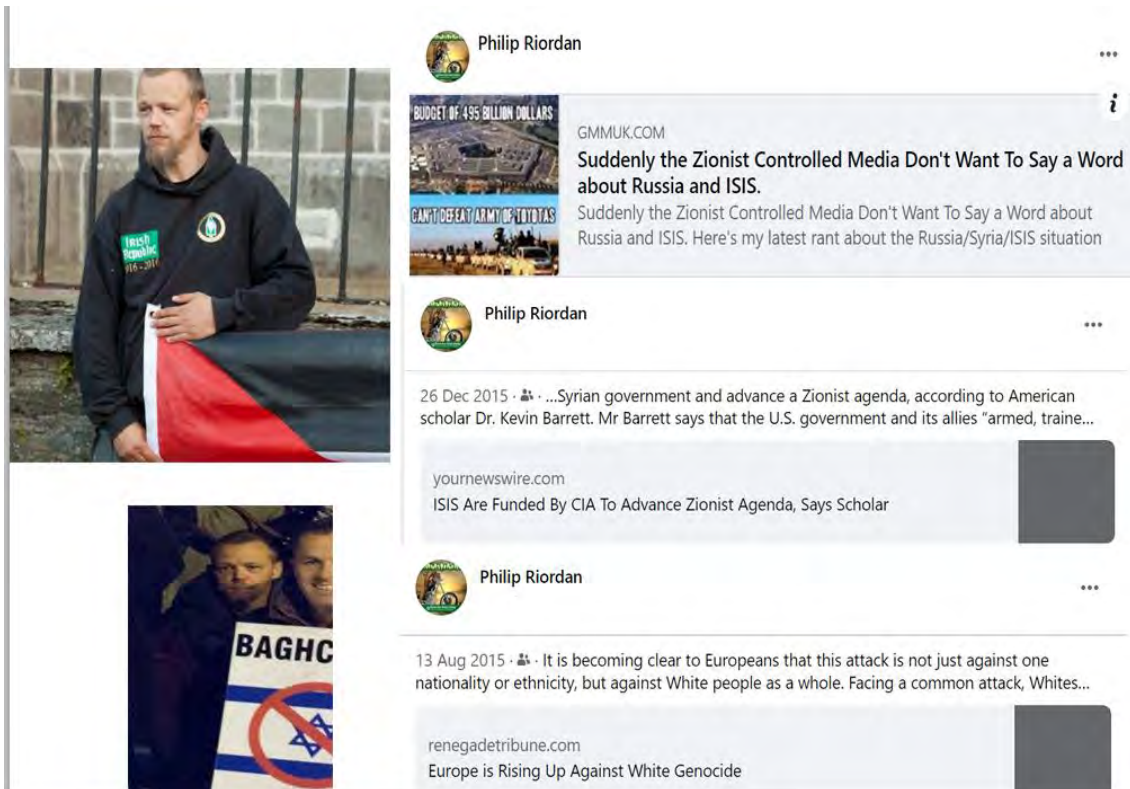 Philip Riordan
BUDGET OF 495 BILLION DOLLARS
CAN'T DEFEAT ARMY OF TOYOTAS
GMMUK.COM
Suddenly the Zionist Controlled Media Don't Want To Say a Word
about Russia and ISIS.
Suddenly the Zionist Controlled Media Don't Want To Say a Word about
Russia and ISIS. Here's my latest rant about the Russia/Syria/ISIS situation
IRISH
Republic
Philip Riordan
26 Dec 2015 · ...Syrian government and advance a Zionist agenda, according to American
scholar Dr. Kevin Barrett. Mr Barrett says that the U.S. government and its allies "armed, traine...
yournewswire.com
ISIS Are Funded By CIA To Advance Zionist Agenda, Says Scholar
Philip Riordan
BAGHC
13 Aug 2015 · It is becoming clear to Europeans that this attack is not just against one
nationality or ethnicity, but against White people as a whole. Facing a common attack, Whites...
renegadetribune.com
Europe is Rising Up Against White Genocide